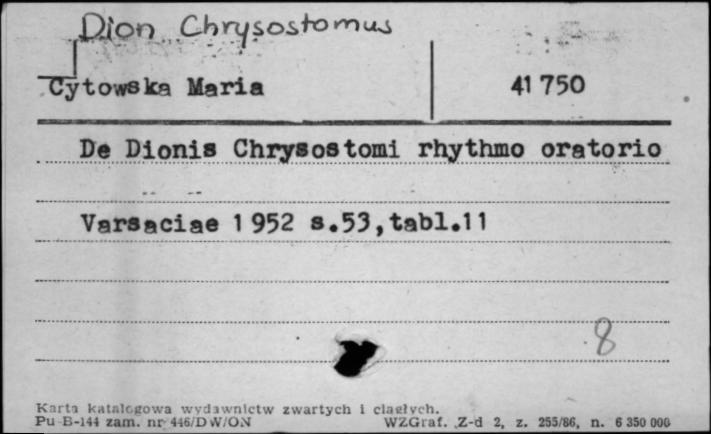 Dion Chrysostomus
Cytowska Maria 41 750
De Dionis Chrysostomi rhythmo oratorio
Varsaciae 1952 s.53,tabl.11
8
Karta katalogowa wydawnictw zwartych i ciągłych.
Pu-B-144 zam. nr 446/DW/ON WZGraf. Z-d 2, z. 255/86, n. 6 350 000